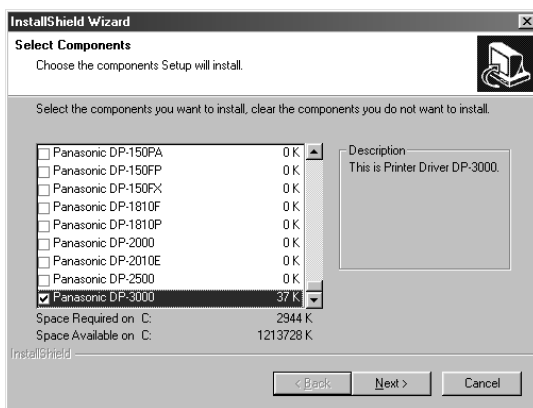 InstallShield Wizard
Select Components
Choose the components Setup will install.
Select the components you want to install, clear the components you do not want to install.
Panasonic DP-150PA 0 K
Panasonic DP-150FP 0 K
Panasonic DP-150FX 0 K
Panasonic DP-1810F 0 K
Panasonic DP-1810P 0 K
Panasonic DP-2000 0 K
Panasonic DP-2010E 0 K
Panasonic DP-2500 0 K
Panasonic DP-3000 37 K
Description
This is Printer Driver DP-3000.
Space Required on C: 2944 K
Space Available on C: 1213728 K
InstallShield
< Back Next > Cancel